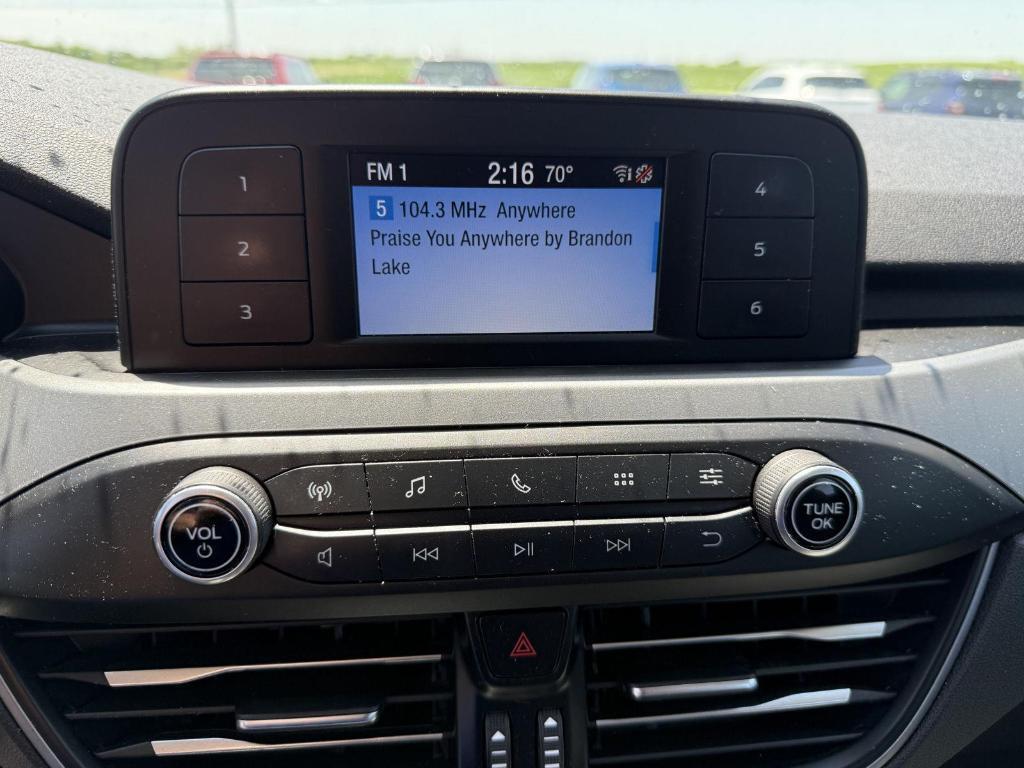 FM 1 2:16 70°
5 104.3 MHz Anywhere
Praise You Anywhere by Brandon
Lake
1
2
3
4
5
6
VOL
TUNE
OK